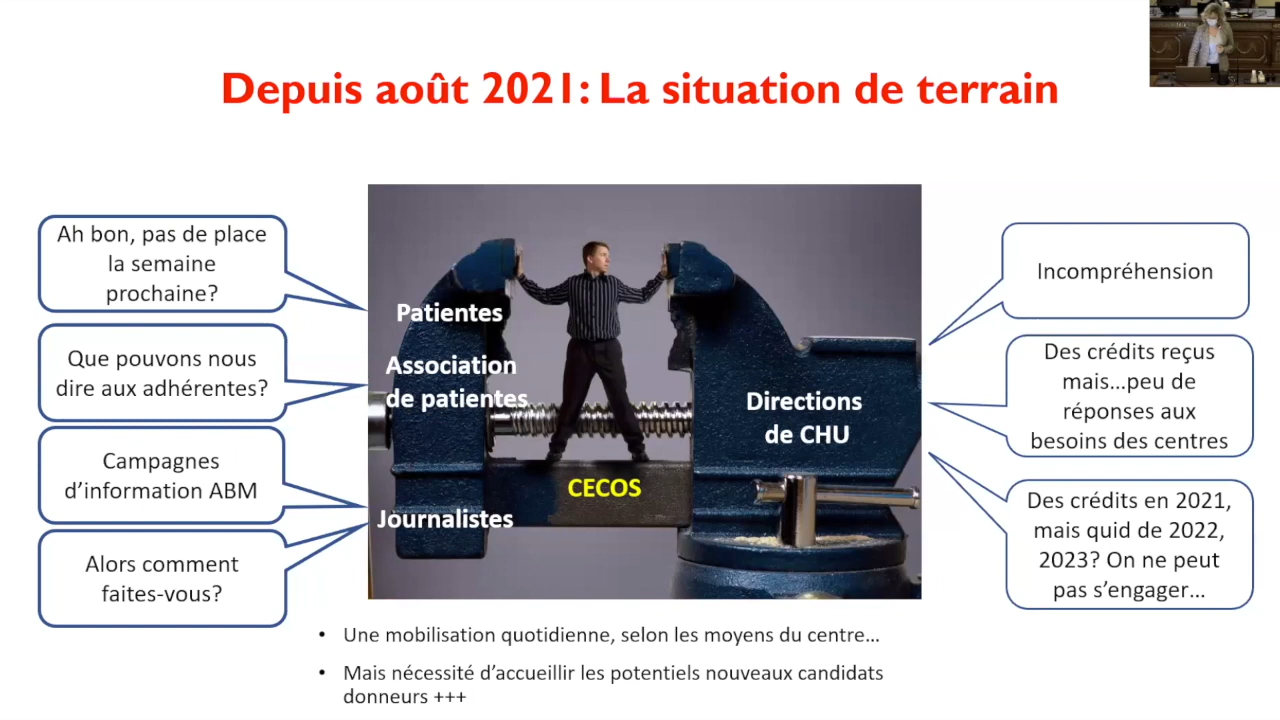 Depuis août 2021: La situation de terrain
Ah bon, pas de place
la semaine
prochaine?
Que pouvons nous
dire aux adhérentes?
Campagnes
d’information ABM
Alors comment
faites-vous?
Patientes
Association
de patientes
Journalistes
CECOS
Directions
de CHU
Incompréhension
Des crédits reçus
mais...peu de
réponses aux
besoins des centres
Des crédits en 2021,
mais quid de 2022,
2023? On ne peut
pas s’engager...
• Une mobilisation quotidienne, selon les moyens du centre...
• Mais nécessité d’accueillir les potentiels nouveaux candidats
donneurs +++